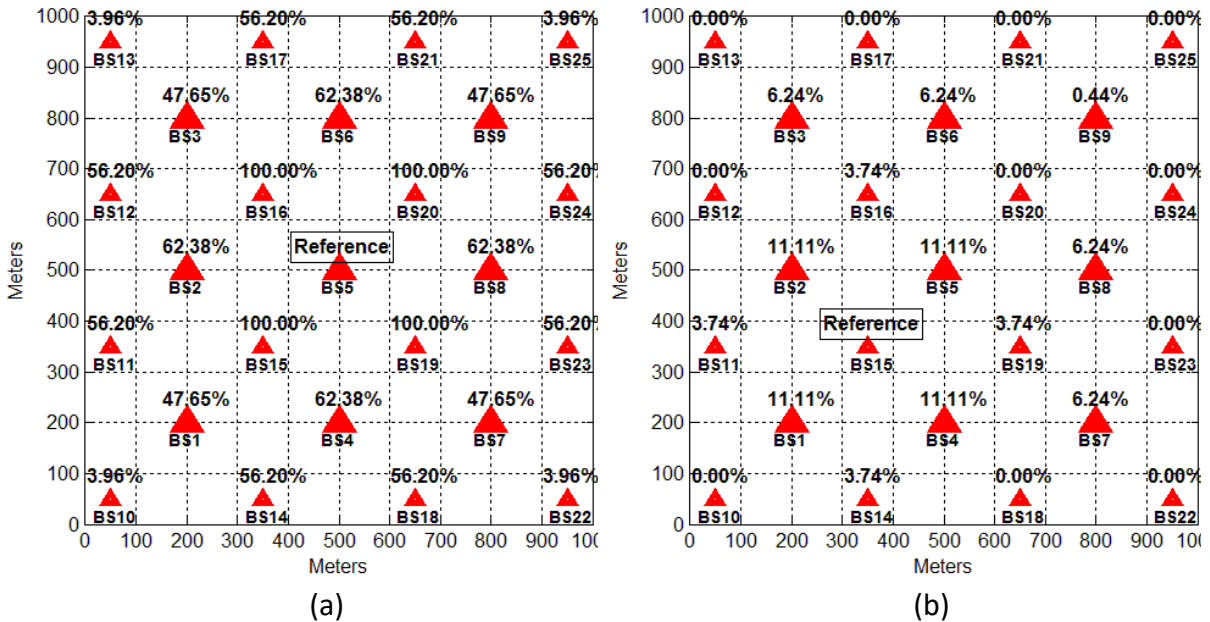 1000 3.96% 56.20% 56.20% 3.96%
BS13 BS17 BS21 BS25
900
47.65% 62.38% 47.65%
800
BS3 BS6 BS9
700
56.20% 100.00% 100.00% 56.20%
BS12 BS16 BS20 BS24
600
62.38% Reference 62.38%
500
BS2 BS5 BS8
400
56.20% 100.00% 100.00% 56.20%
BS11 BS15 BS19 BS23
300
47.65% 62.38% 47.65%
200
BS1 BS4 BS7
100
3.96% 56.20% 56.20% 3.96%
BS10 BS14 BS18 BS22
0
0 100 200 300 400 500 600 700 800 900
Meters
Meters
(a)
1000 0.00% 0.00% 0.00% 0.00%
BS13 BS17 BS21 BS25
900
6.24% 6.24% 0.44%
800
BS3 BS6 BS9
700
0.00% 3.74% 0.00% 0.00%
BS12 BS16 BS20 BS24
600
11.11% 11.11% 6.24%
500
BS2 BS5 BS8
400
3.74% Reference 3.74% 0.00%
BS11 BS15 BS19 BS23
300
11.11% 11.11% 6.24%
200
BS1 BS4 BS7
100
0.00% 3.74% 0.00% 0.00%
BS10 BS14 BS18 BS22
0
0 100 200 300 400 500 600 700 800 900
Meters
Meters
(b)